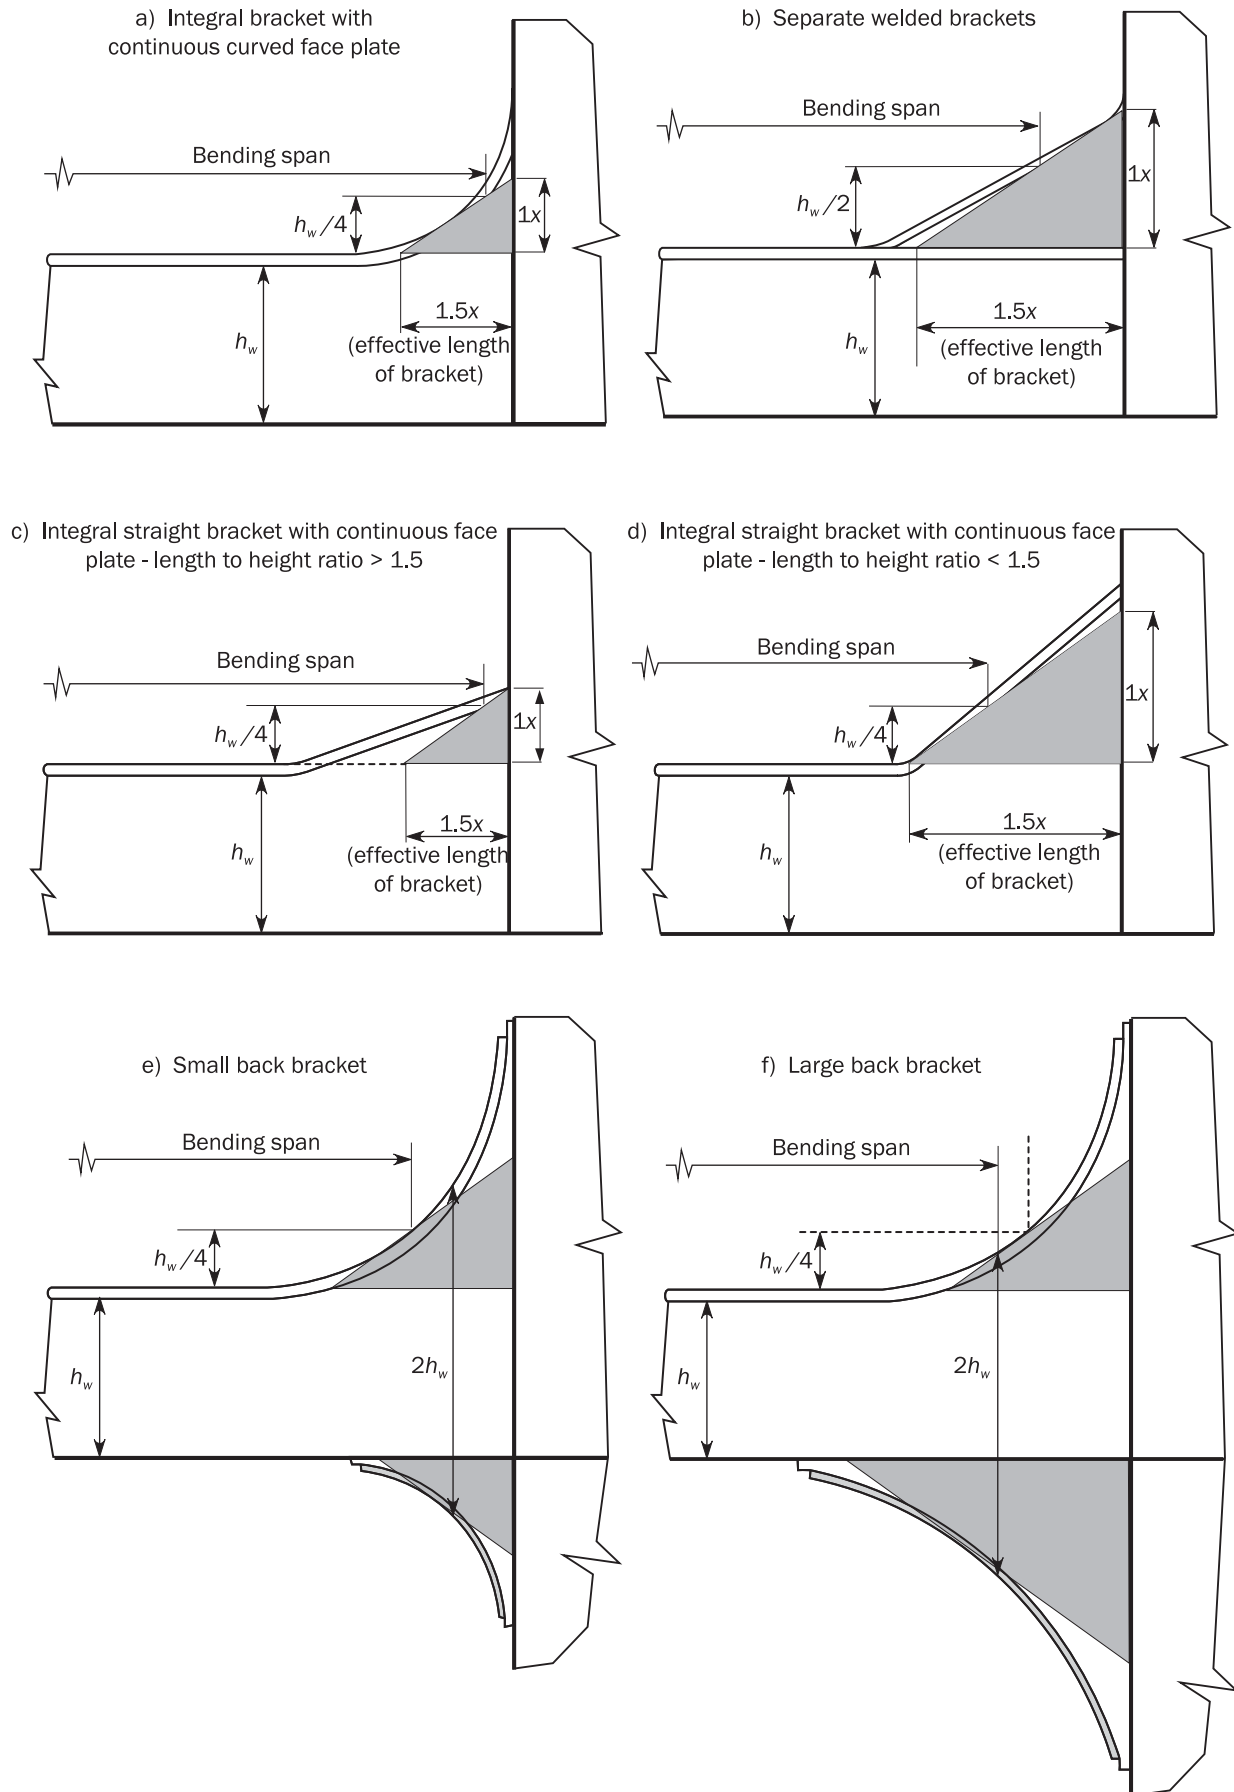 a) Integral bracket with
continuous curved face plate
Bending span
h_w/4
1x
1.5x
(effective length
of bracket)
h_w
b) Separate welded brackets
Bending span
h_w/2
1x
1.5x
(effective length
of bracket)
h_w
c) Integral straight bracket with continuous face
plate - length to height ratio > 1.5
Bending span
h_w/4
1x
1.5x
(effective length
of bracket)
h_w
d) Integral straight bracket with continuous face
plate - length to height ratio < 1.5
Bending span
h_w/4
1x
1.5x
(effective length
of bracket)
h_w
e) Small back bracket
Bending span
h_w/4
h_w
2h_w
f) Large back bracket
Bending span
h_w/4
h_w
2h_w